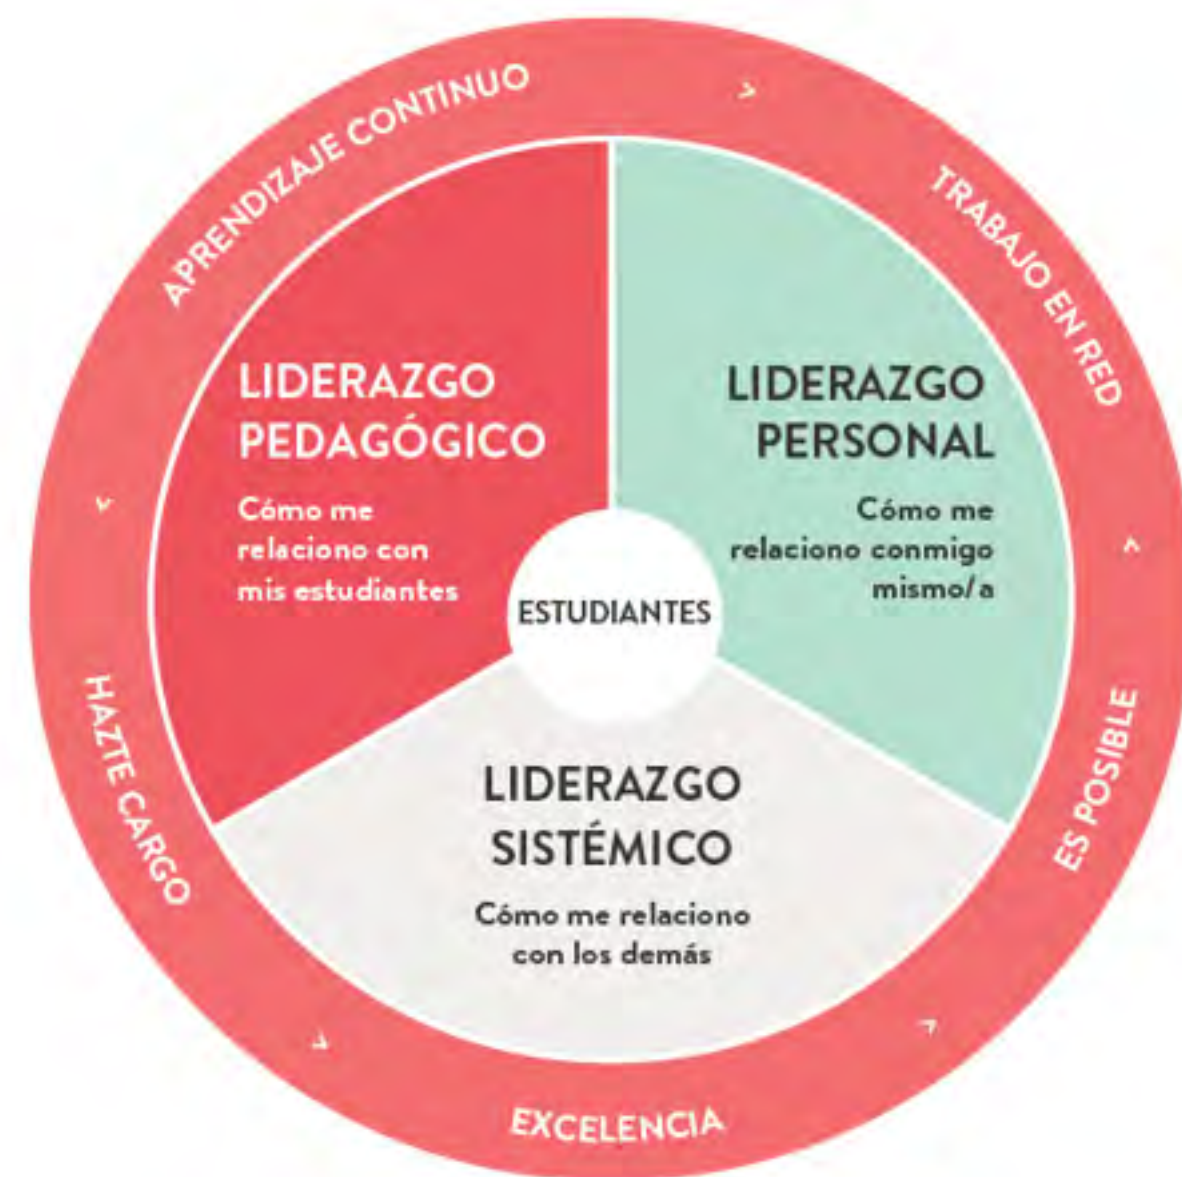 APRENDIZAJE CONTINUO
>
TRABAJO EN RED
>
ES POSIBLE
>
EXCELENCIA
>
HAZTE CARGO
>
LIDERAZGO
PEDAGÓGICO
Cómo me
relaciono con
mis estudiantes
LIDERAZGO
PERSONAL
Cómo me
relaciono conmigo
mismo/a
ESTUDIANTES
LIDERAZGO
SISTÉMICO
Cómo me relaciono
con los demás